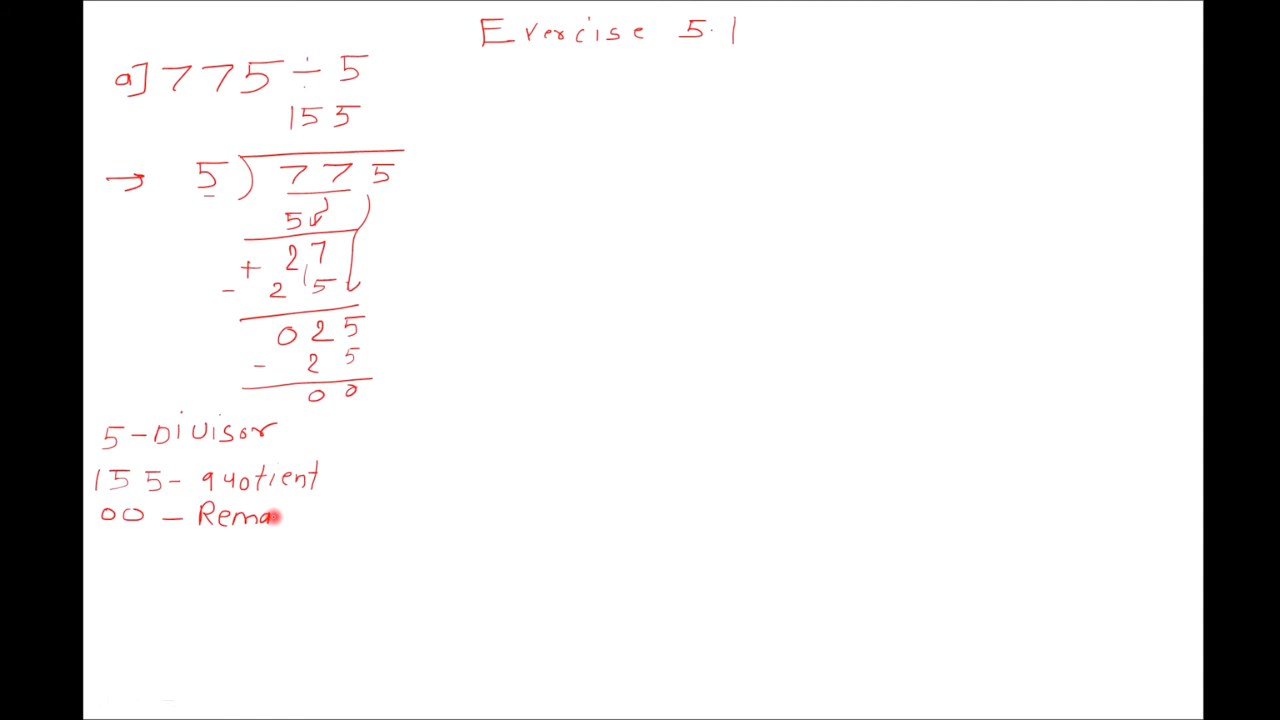 Exercise 5.1
a] 775 ÷ 5
155
→ 5 ) 775
5
+ 27
- 25
025
- 25
00
5 - Divisor
155 - quotient
00 - Rema